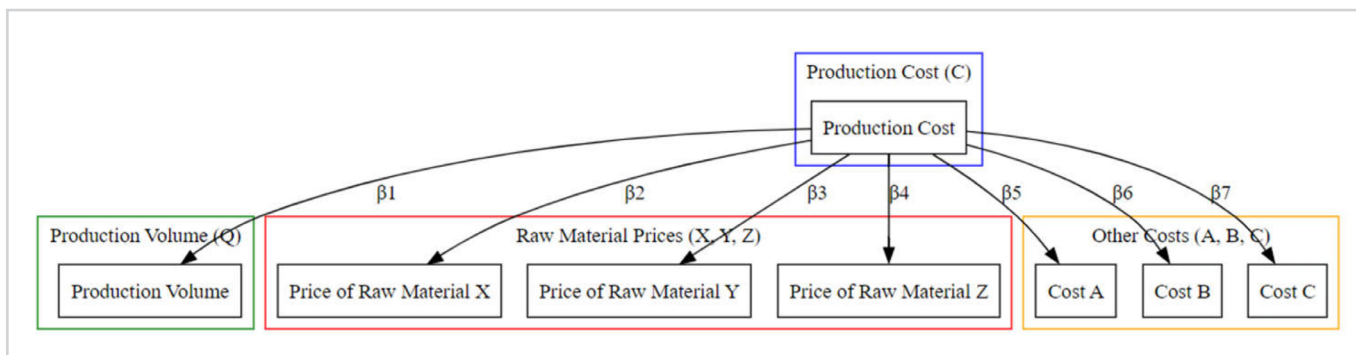 Production Cost (C)
Production Cost
β1
β2
β3
β4
β5
β6
β7
Production Volume (Q)
Raw Material Prices (X, Y, Z)
Other Costs (A, B, C)
Production Volume
Price of Raw Material X
Price of Raw Material Y
Price of Raw Material Z
Cost A
Cost B
Cost C